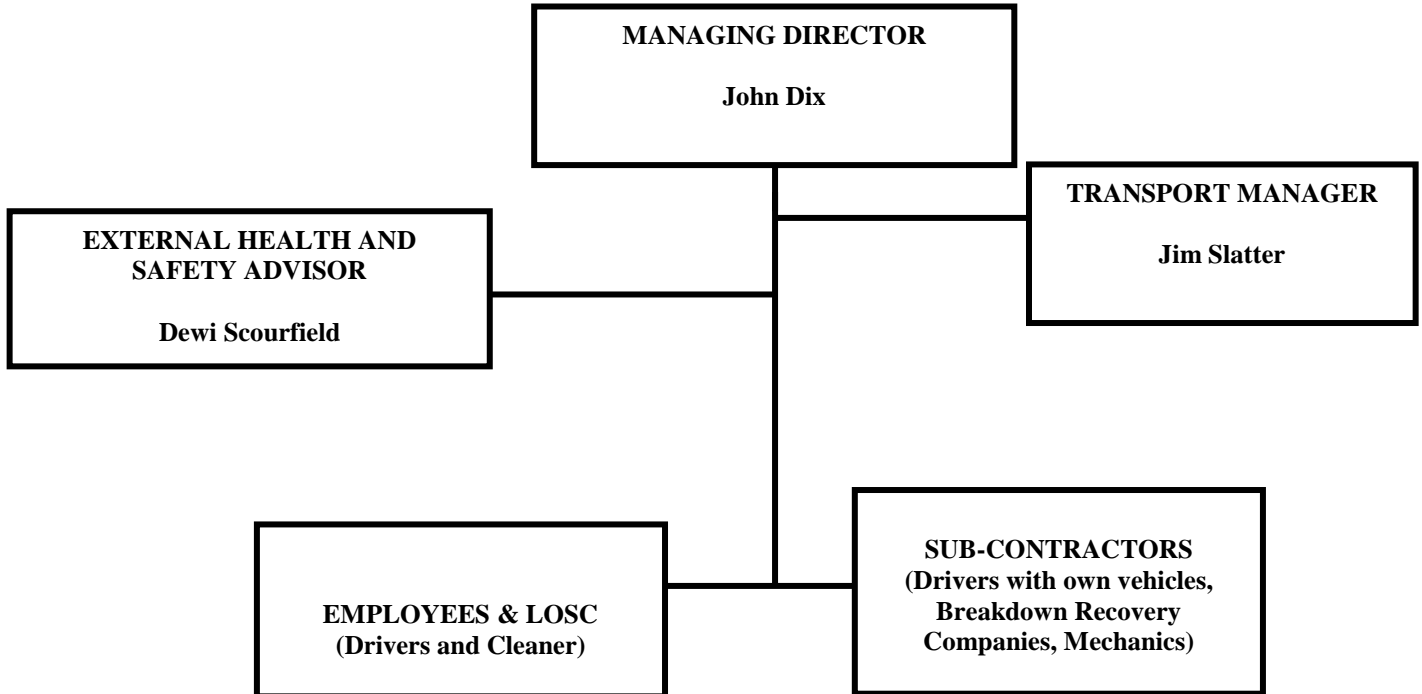 MANAGING DIRECTOR
John Dix
TRANSPORT MANAGER
Jim Slatter
EXTERNAL HEALTH AND
SAFETY ADVISOR
Dewi Scourfield
EMPLOYEES & LOSC
(Drivers and Cleaner)
SUB-CONTRACTORS
(Drivers with own vehicles,
Breakdown Recovery
Companies, Mechanics)